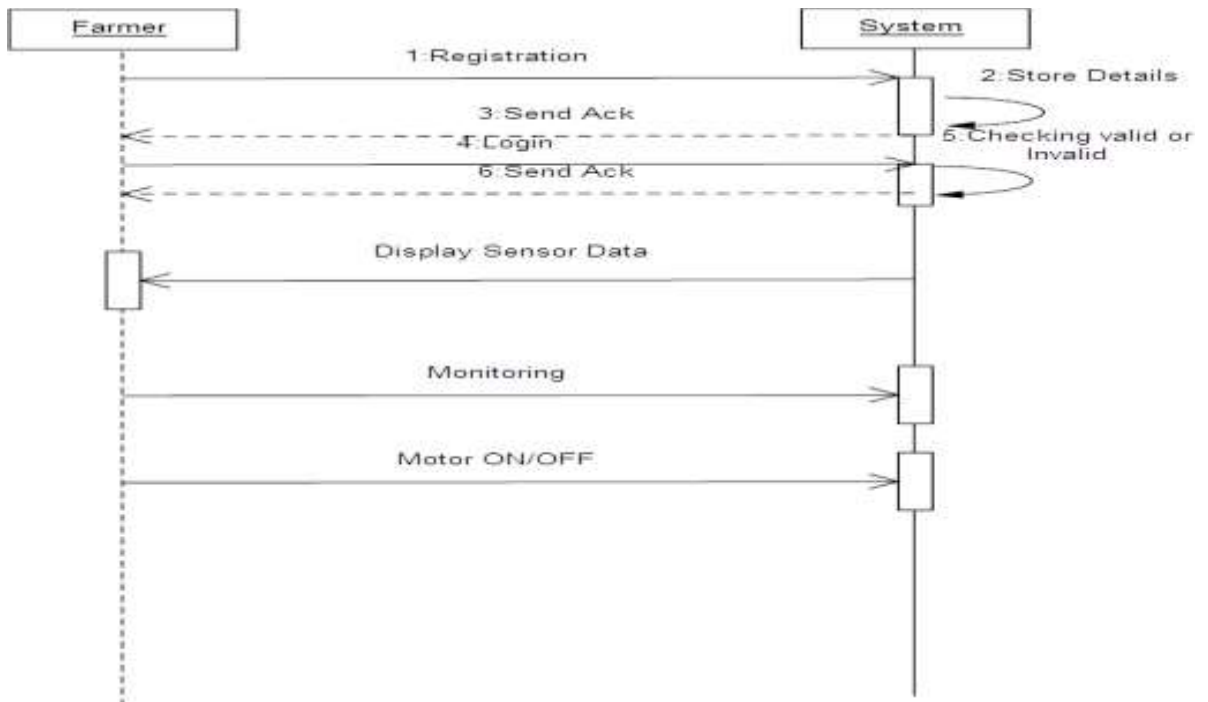 Farmer
System
1:Registration
2:Store Details
3:Send Ack
4:Login
5:Checking valid or
Invalid
6:Send Ack
Display Sensor Data
Monitoring
Motor ON/OFF